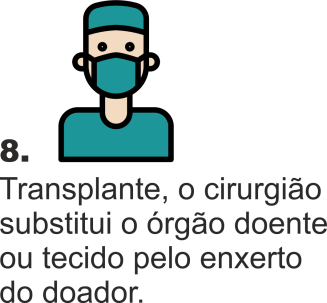 8.
Transplante, o cirurgião
substitui o órgão doente
ou tecido pelo enxerto
do doador.